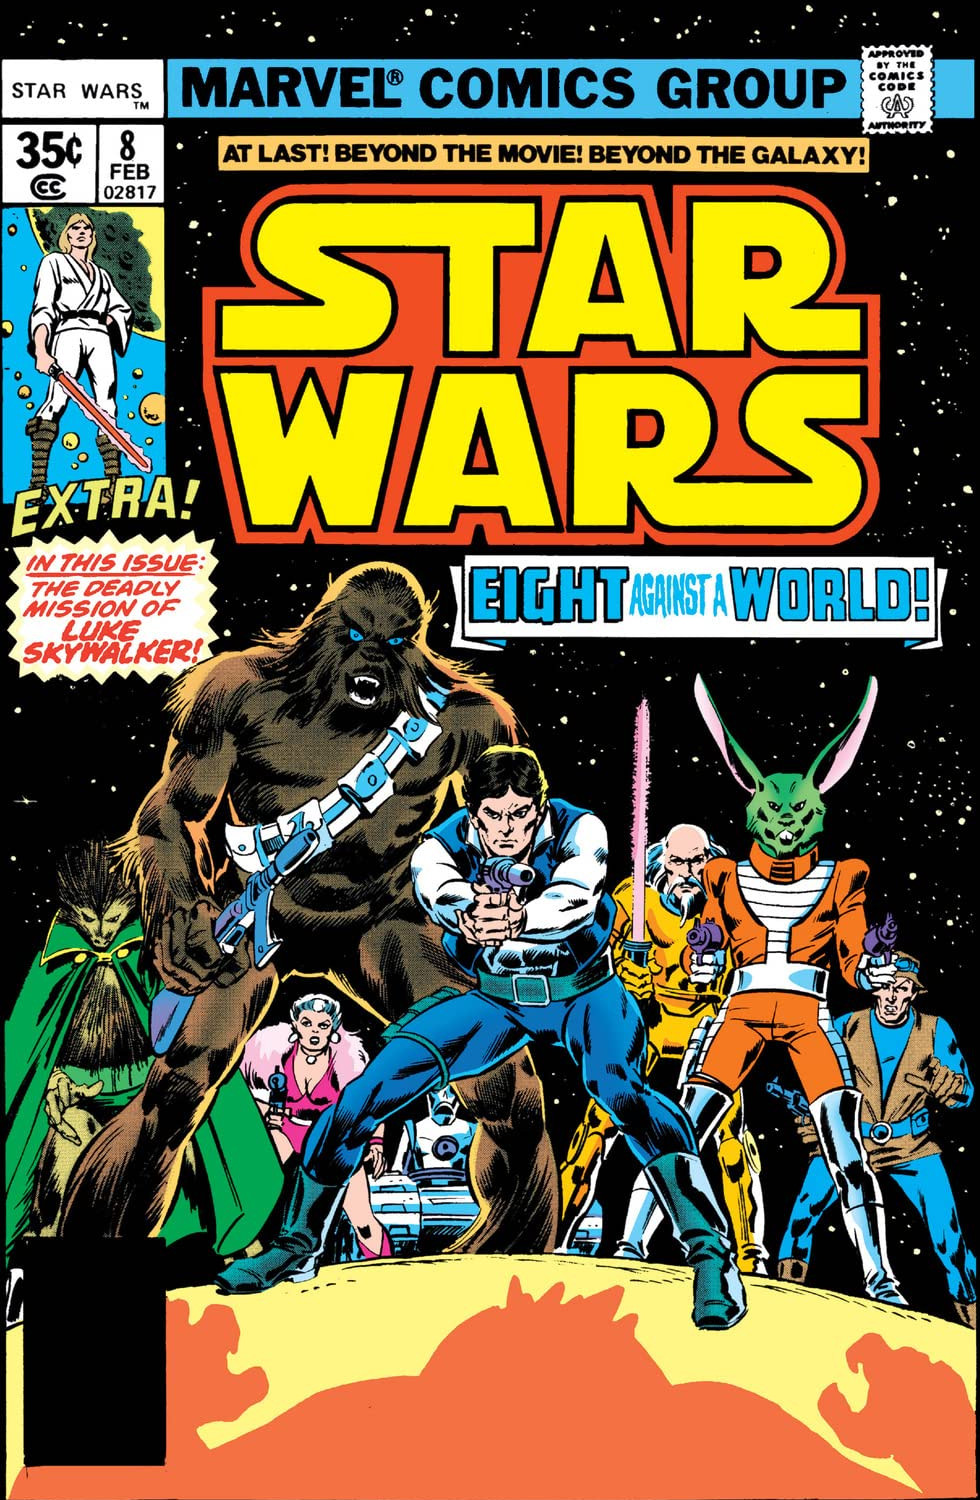 STAR WARS
TM
MARVEL® COMICS GROUP
APPROVED
BY THE
COMICS
CODE
CA
AUTHORITY
35¢
CC
8
FEB
02817
AT LAST! BEYOND THE MOVIE! BEYOND THE GALAXY!
STAR
WARS
EXTRA!
IN THIS ISSUE:
THE DEADLY
MISSION OF
LUKE
SKYWALKER!
EIGHT AGAINST A WORLD!